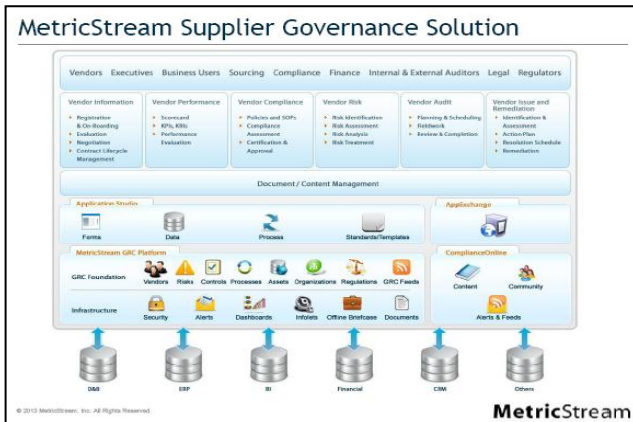 MetricStream Supplier Governance Solution
Vendors Executives Business Users Sourcing Compliance Finance Internal & External Auditors Legal Regulators
Vendor Information
Registration
& On-Boarding
Evaluation
Negotiation
Contract Lifecycle
Management
Vendor Performance
Scorecard
KPIs, KRIs
Performance
Evaluation
Vendor Compliance
Policies and SOPs
Compliance
Assessment
Certification &
Approval
Vendor Risk
Risk Identification
Risk Assessment
Risk Analysis
Risk Treatment
Vendor Audit
Planning & Scheduling
Fieldwork
Review & Completion
Vendor Issue and
Remediation
Identification &
Assessment
Action Plan
Resolution Schedule
Remediation
Document / Content Management
Application Studio
Forms
Data
Process
Standards/Templates
AppExchange
MetricStream GRC Platform
GRC Foundation
Vendors
Risks
Controls
Processes
Assets
Organizations
Regulations
GRC Feeds
Infrastructure
Security
Alerts
Dashboards
Infolets
Offline Briefcase
Documents
ComplianceOnline
Content
Community
Alerts & Feeds
D&B
ERP
BI
Financial
CRM
Others
© 2013 MetricStream, Inc. All Rights Reserved.
MetricStream